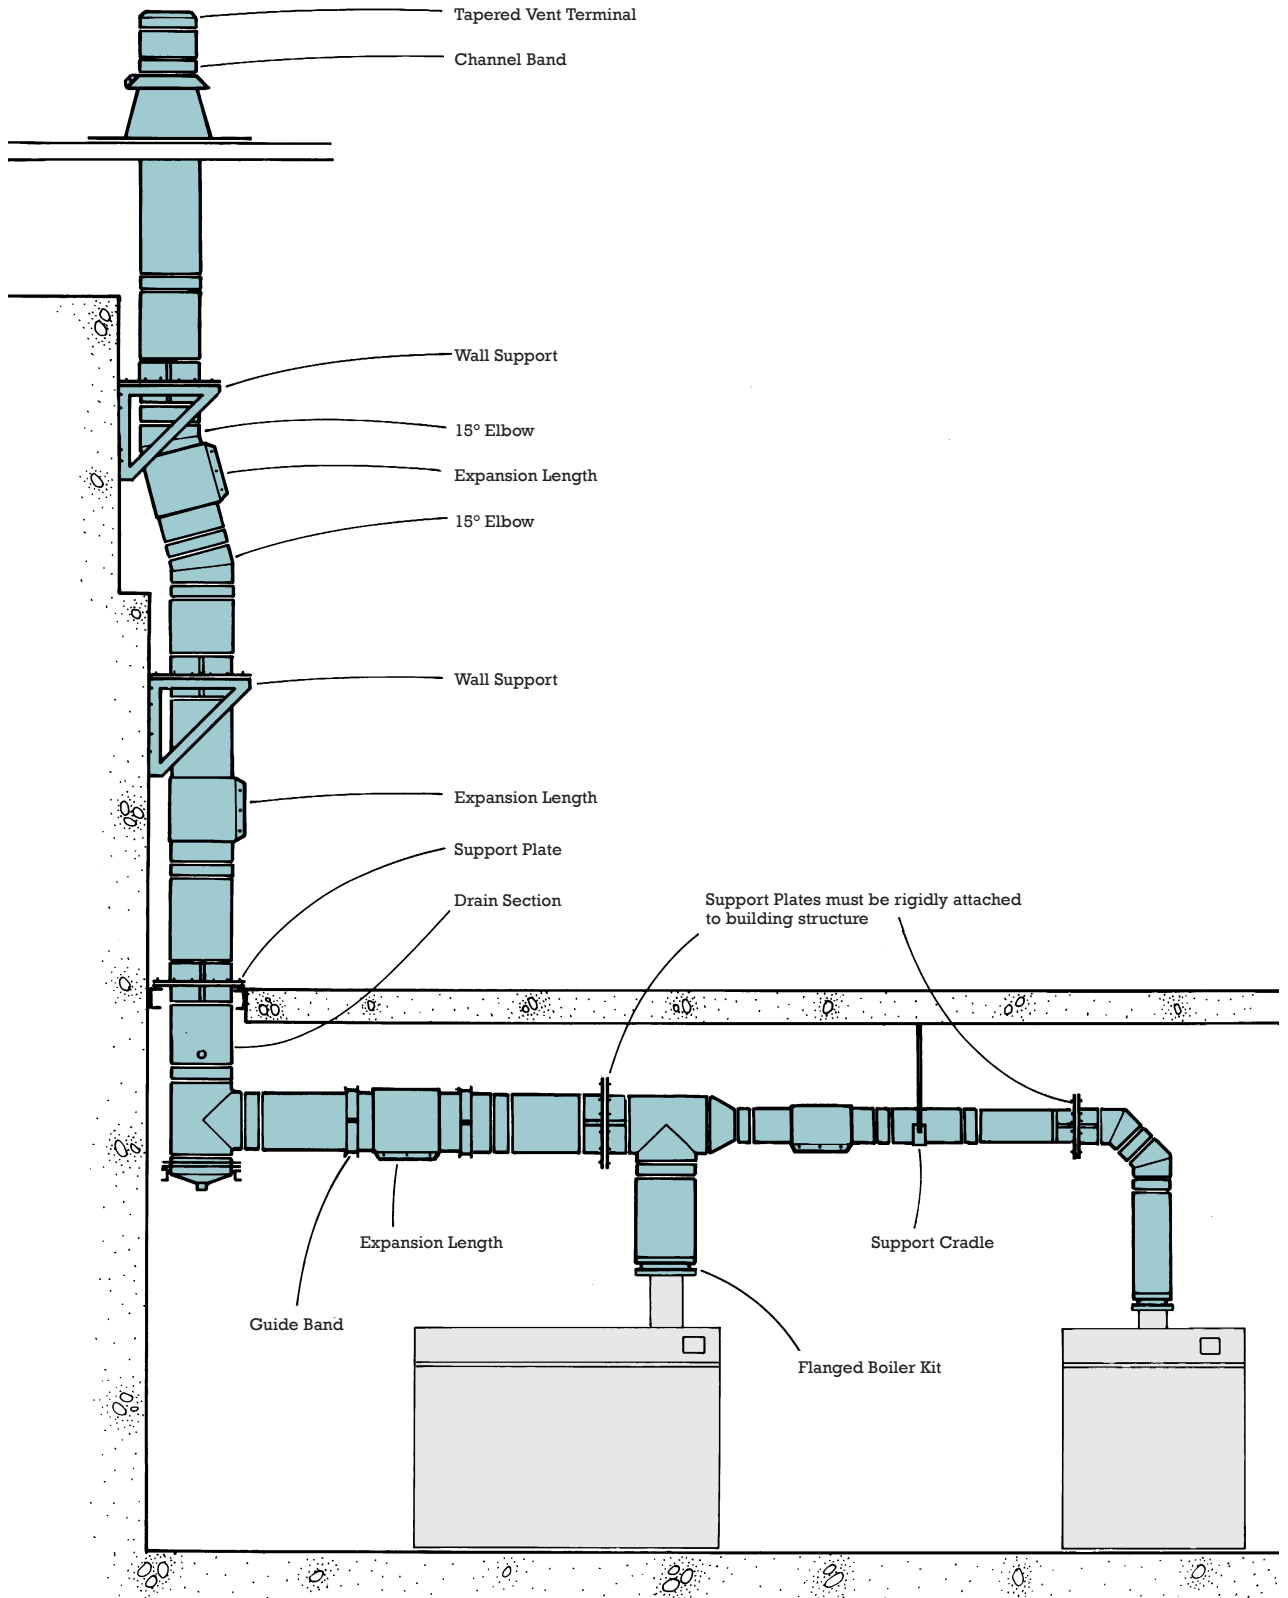 Tapered Vent Terminal
Channel Band
Wall Support
15° Elbow
Expansion Length
15° Elbow
Wall Support
Expansion Length
Support Plate
Drain Section
Support Plates must be rigidly attached
to building structure
Expansion Length
Support Cradle
Guide Band
Flanged Boiler Kit